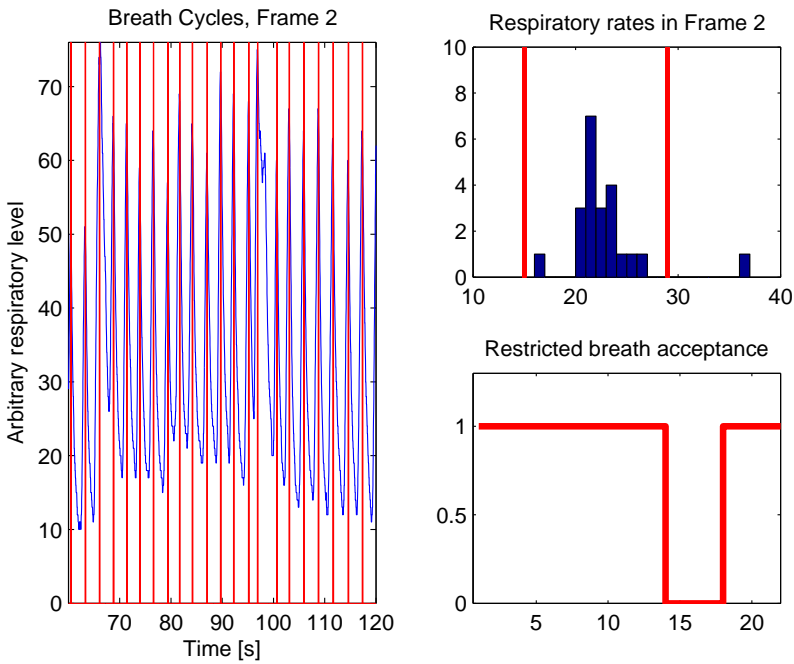 Breath Cycles, Frame 2
Arbitrary respiratory level
70
60
50
40
30
20
10
0
70 80 90 100 110 120
Time [s]
Respiratory rates in Frame 2
10
8
6
4
2
0
10 20 30 40
Restricted breath acceptance
1
0.5
0
5 10 15 20